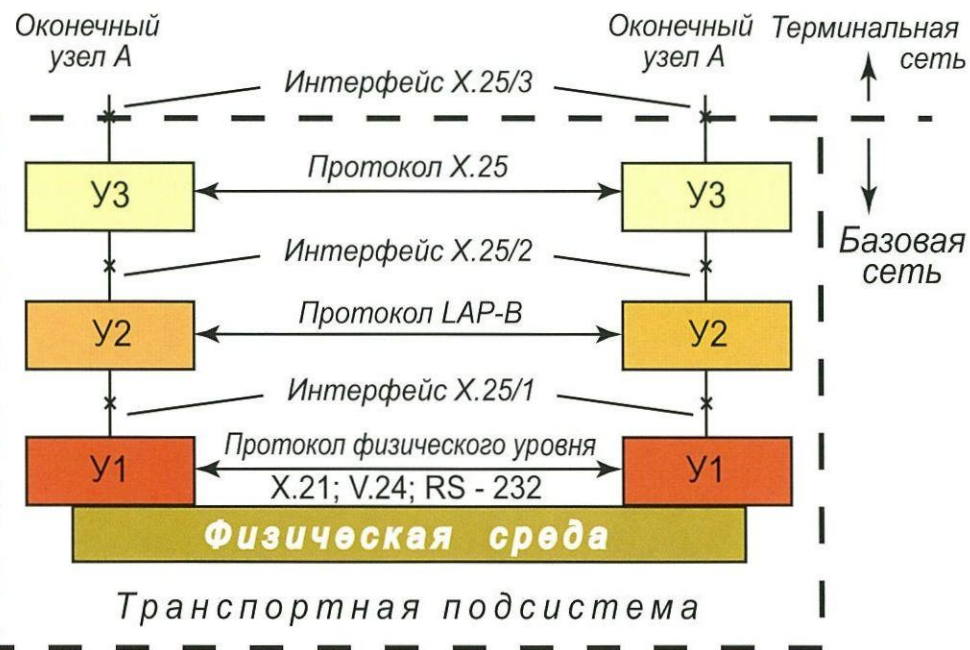 Оконечный
узел А
Оконечный
узел А
Терминальная
сеть
Интерфейс X.25/3
Протокол X.25
У3
У3
Базовая
сеть
Интерфейс X.25/2
Протокол LAP-B
У2
У2
Интерфейс X.25/1
Протокол физического уровня
У1
У1
X.21; V.24; RS - 232
Физическая среда
Транспортная подсистема